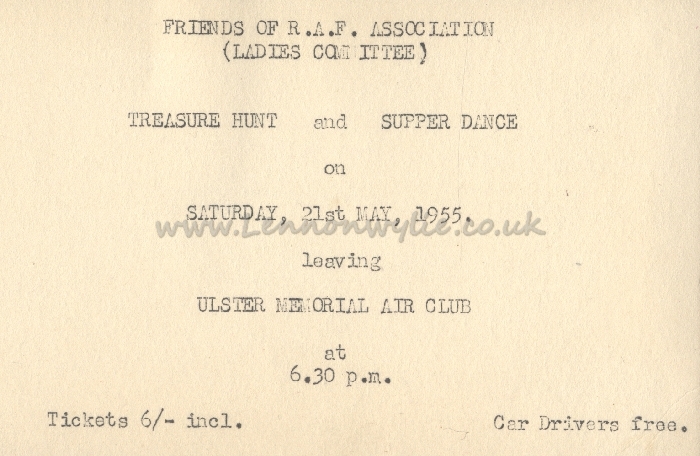 FRIENDS OF R.A.F. ASSOCIATION
(LADIES COMMITTEE)
TREASURE HUNT and SUPPER DANCE
on
SATURDAY, 21st MAY, 1955.
www.Lennonwylie.co.uk
leaving
ULSTER MEMORIAL AIR CLUB
at
6.30 p.m.
Tickets 6/- incl. Car Drivers free.